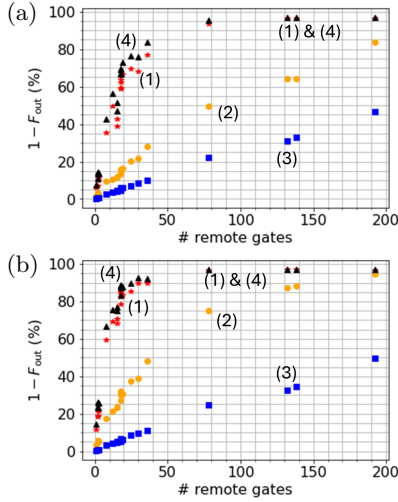 (a)
100
80
60
40
20
0
1 − F_out (%)
(4)
(1)
(1) & (4)
(2)
(3)
0 50 100 150 200
# remote gates
(b)
100
80
60
40
20
0
1 − F_out (%)
(4)
(1)
(1) & (4)
(2)
(3)
0 50 100 150 200
# remote gates